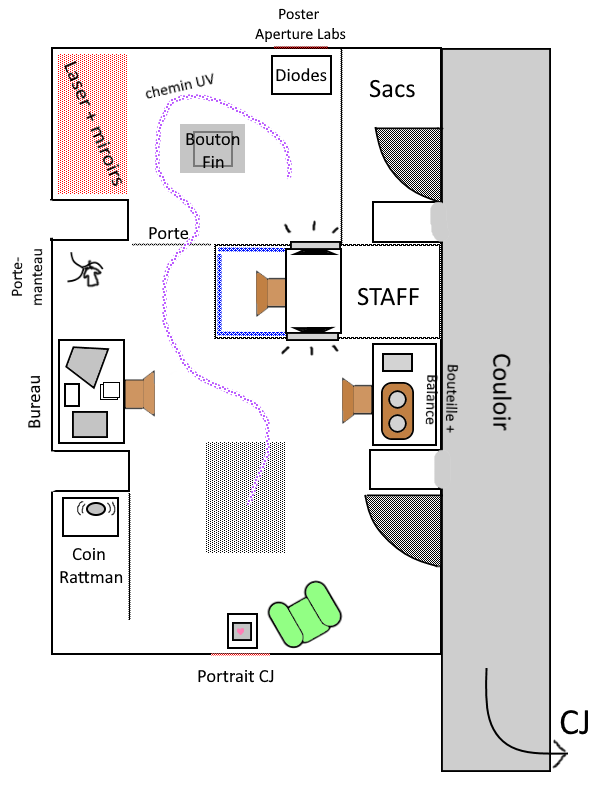 Poster
Aperture Labs
Diodes
Sacs
Laser + miroirs
chemin UV
Bouton
Fin
Porte
Porte-
manteau
STAFF
Bureau
Bouteille +
Balance
Couloir
Coin
Rattman
Portrait CJ
CJ